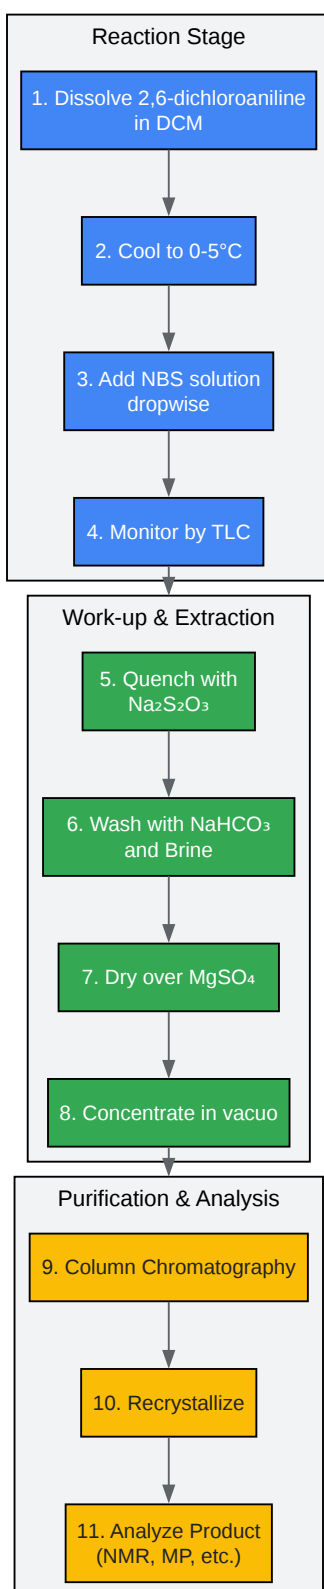 Reaction Stage
1. Dissolve 2,6-dichloroaniline
in DCM
2. Cool to 0-5°C
3. Add NBS solution
dropwise
4. Monitor by TLC
Work-up & Extraction
5. Quench with
Na₂S₂O₃
6. Wash with NaHCO₃
and Brine
7. Dry over MgSO₄
8. Concentrate in vacuo
Purification & Analysis
9. Column Chromatography
10. Recrystallize
11. Analyze Product
(NMR, MP, etc.)